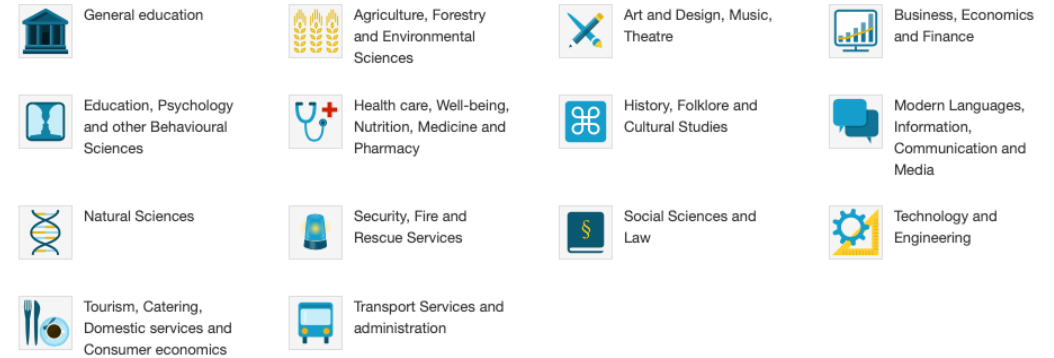 General education
Agriculture, Forestry
and Environmental
Sciences
Art and Design, Music,
Theatre
Business, Economics
and Finance
Education, Psychology
and other Behavioural
Sciences
Health care, Well-being,
Nutrition, Medicine and
Pharmacy
History, Folklore and
Cultural Studies
Modern Languages,
Information,
Communication and
Media
Natural Sciences
Security, Fire and
Rescue Services
§
Social Sciences and
Law
Technology and
Engineering
Tourism, Catering,
Domestic services and
Consumer economics
Transport Services and
administration